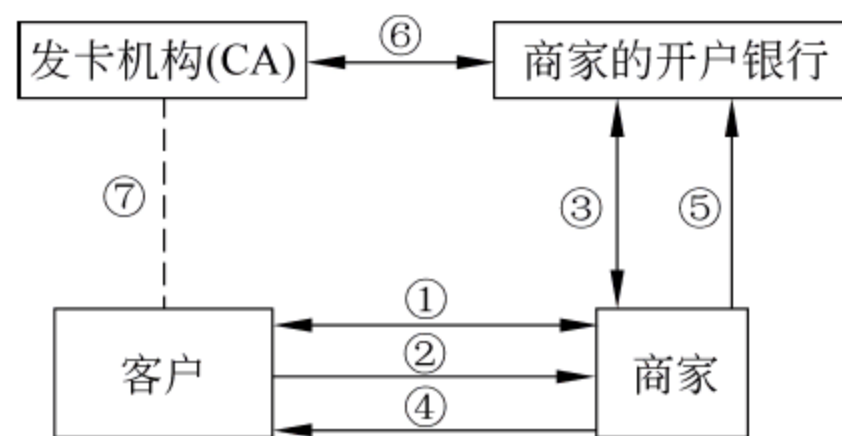 发卡机构(CA)
⑥
商家的开户银行
⑦
③
⑤
①
②
④
客户
商家